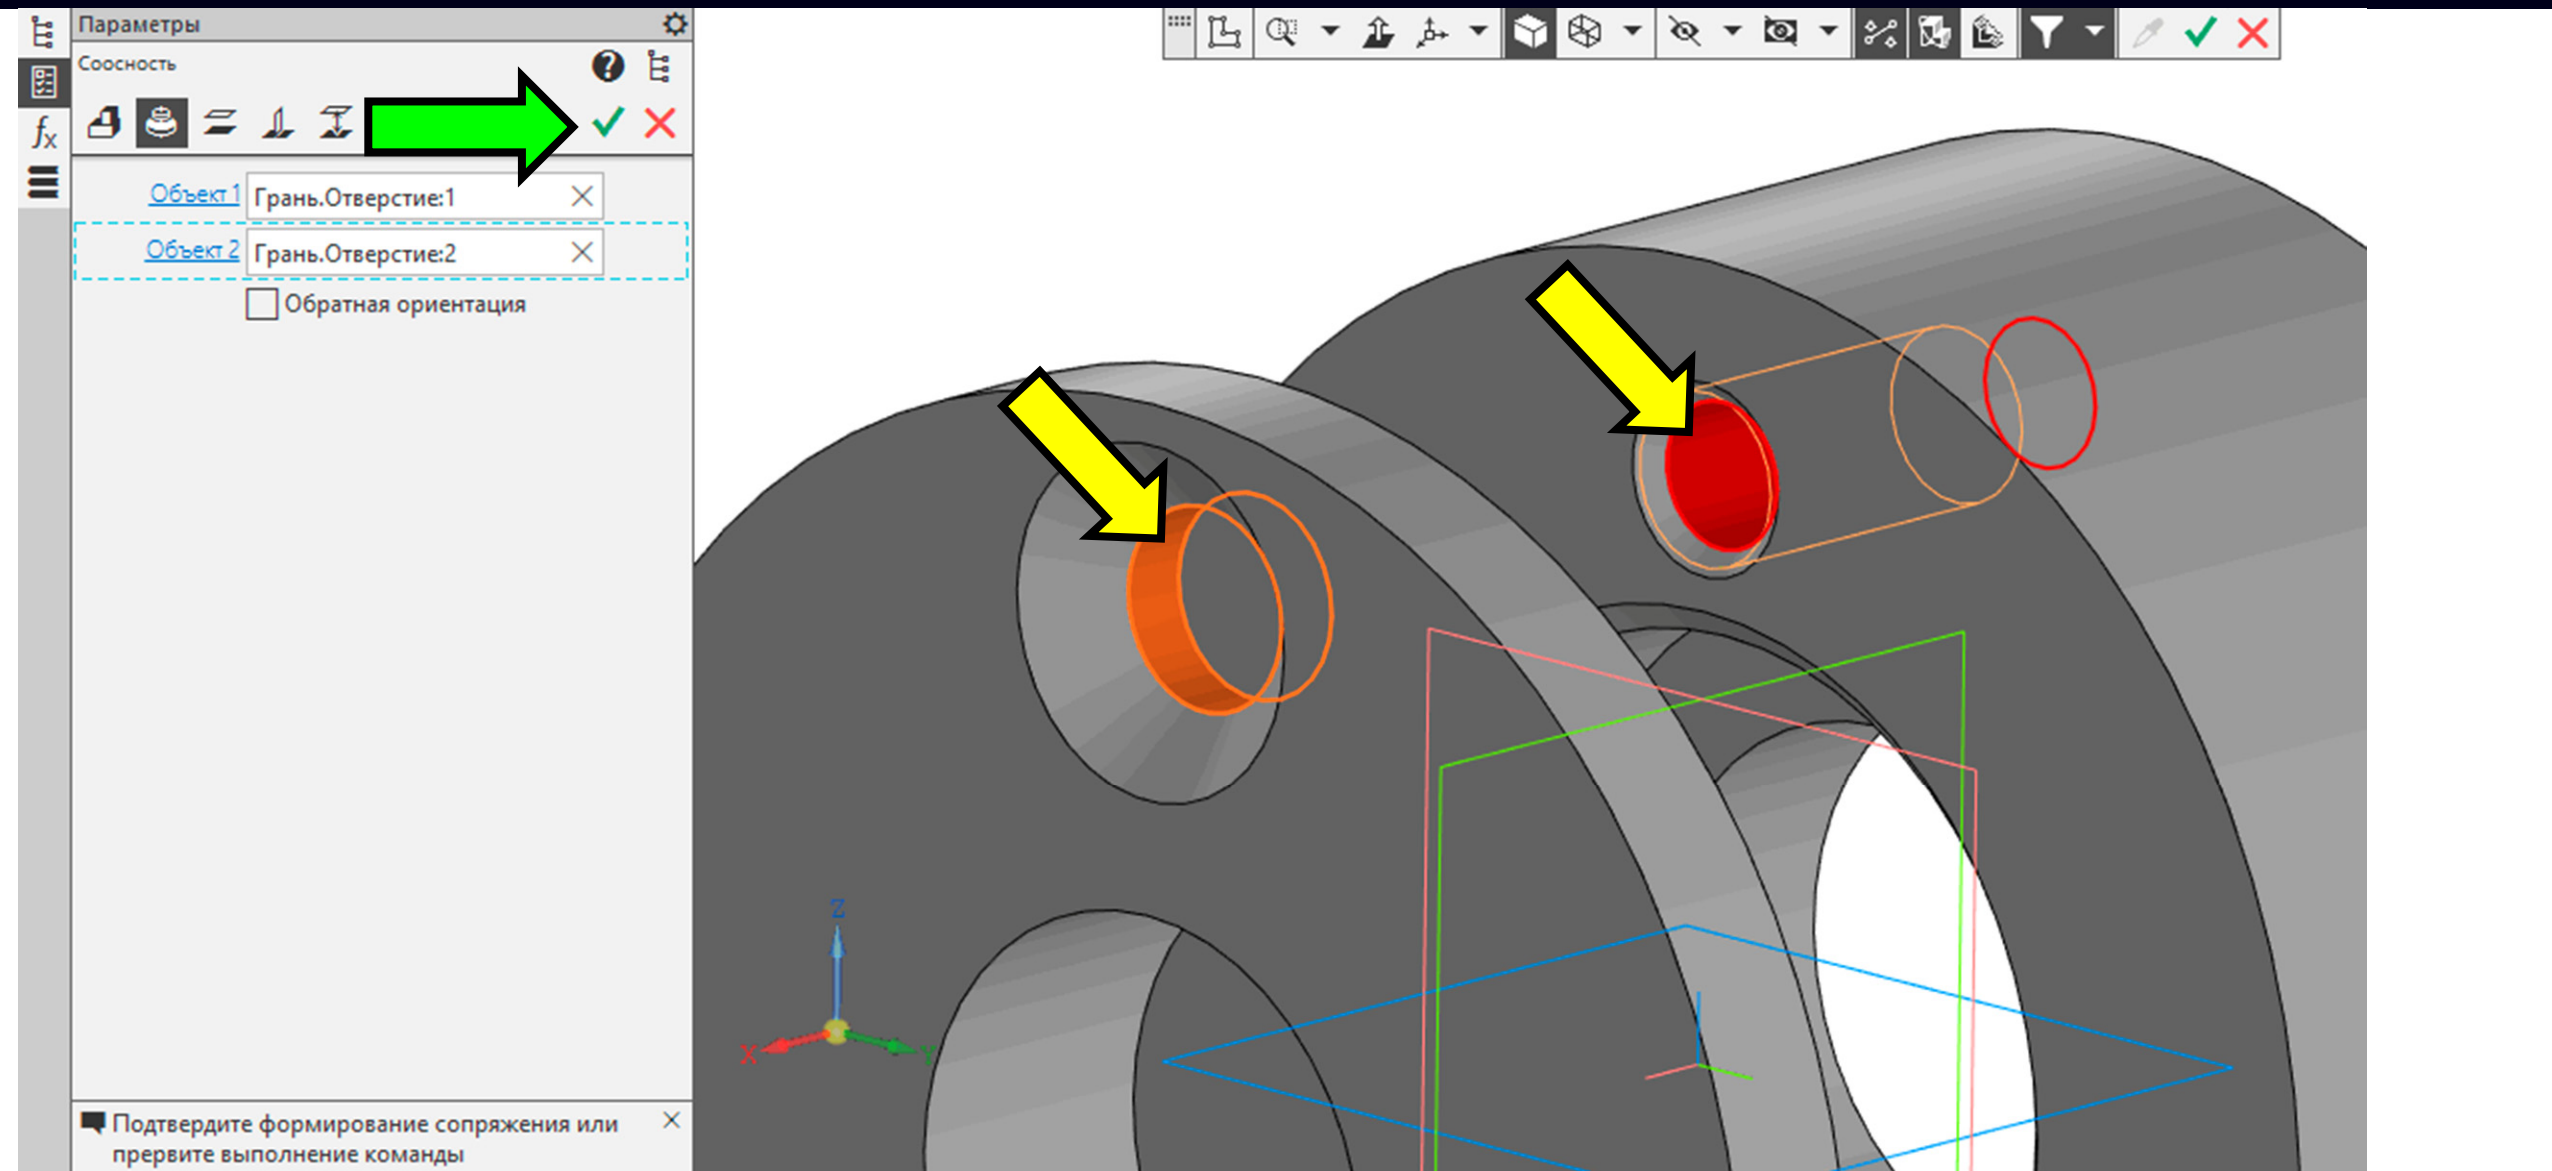 Параметры
Соосность
fx
Объект 1 Грань.Отверстие:1
Объект 2 Грань.Отверстие:2
Обратная ориентация
Z
X
Y
Подтвердите формирование сопряжения или
прервите выполнение команды